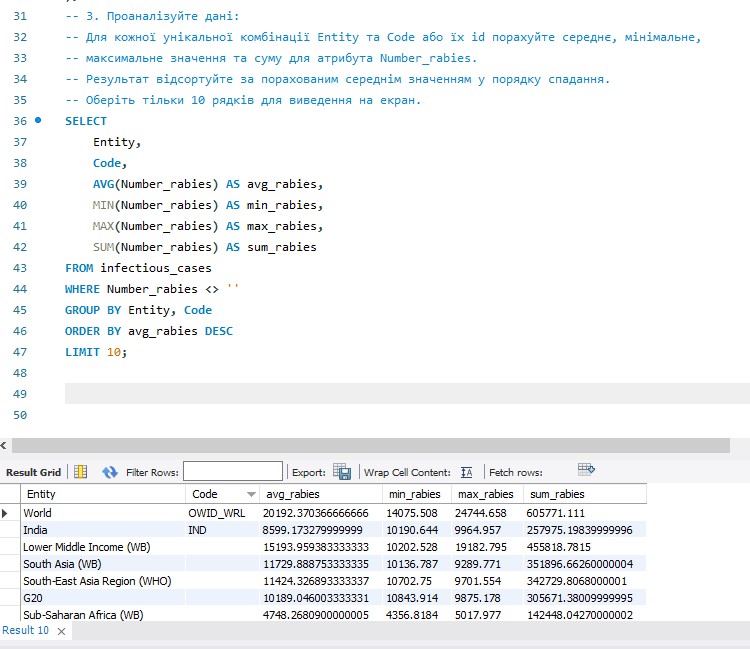 31 -- 3. Проаналізуйте дані:
32 -- Для кожної унікальної комбінації Entity та Code або їх id порахуйте середнє, мінімальне,
33 -- максимальне значення та суму для атрибута Number_rabies.
34 -- Результат відсортуйте за порахованим середнім значенням у порядку спадання.
35 -- Оберіть тільки 10 рядків для виведення на екран.
36 SELECT
37 Entity,
38 Code,
39 AVG(Number_rabies) AS avg_rabies,
40 MIN(Number_rabies) AS min_rabies,
41 MAX(Number_rabies) AS max_rabies,
42 SUM(Number_rabies) AS sum_rabies
43 FROM infectious_cases
44 WHERE Number_rabies <> ''
45 GROUP BY Entity, Code
46 ORDER BY avg_rabies DESC
47 LIMIT 10;
48
49
50
Result Grid Filter Rows: Export: Wrap Cell Content: Fetch rows:
Entity Code avg_rabies min_rabies max_rabies sum_rabies
World OWID_WRL 20192.370366666666 14075.508 24744.658 605771.111
India IND 8599.173279999999 10190.644 9964.957 257975.19839999996
Lower Middle Income (WB) 15193.959383333333 10202.528 19182.795 455818.7815
South Asia (WB) 11729.888753333335 10136.787 9289.771 351896.66260000004
South-East Asia Region (WHO) 11424.326893333337 10702.75 9701.554 342729.8068000001
G20 10189.046003333331 10843.914 9875.178 305671.38009999995
Sub-Saharan Africa (WB) 4748.2680900000005 4356.8184 5017.977 142448.04270000002
Result 10